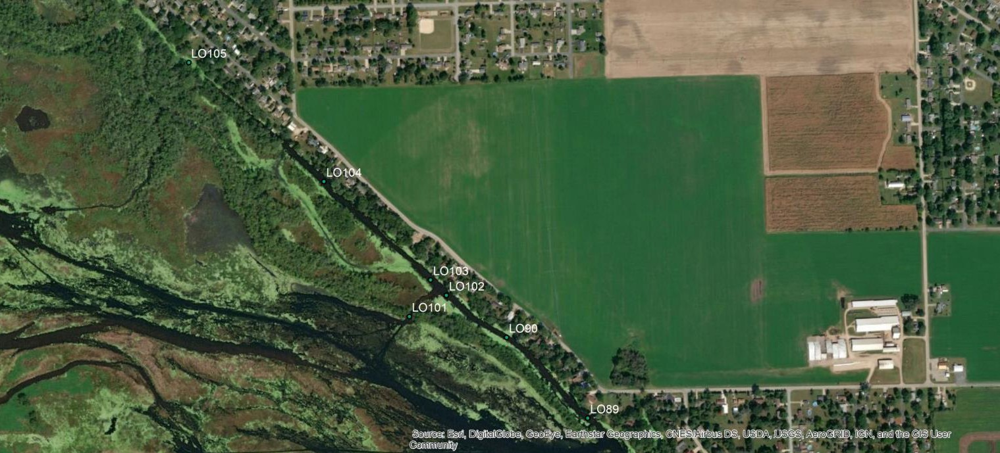 LO105
LO104
LO103
LO102
LO101
LO90
LO89
Source: Esri, DigitalGlobe, GeoEye, Earthstar Geographics, CNES/Airbus DS, USDA, USGS, AeroGRID, IGN, and the GIS User
Community